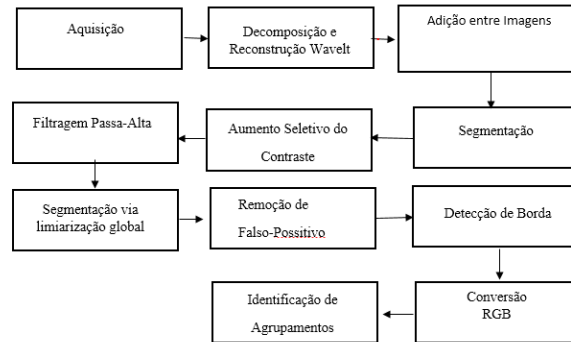 Aquisição
Decomposição e
Reconstrução Wavelt
Adição entre Imagens
Filtragem Passa-Alta
Aumento Seletivo do
Contraste
Segmentação
Segmentação via
limiarização global
Remoção de
Falso-Possitivo
Detecção de Borda
Identificação de
Agrupamentos
Conversão
RGB